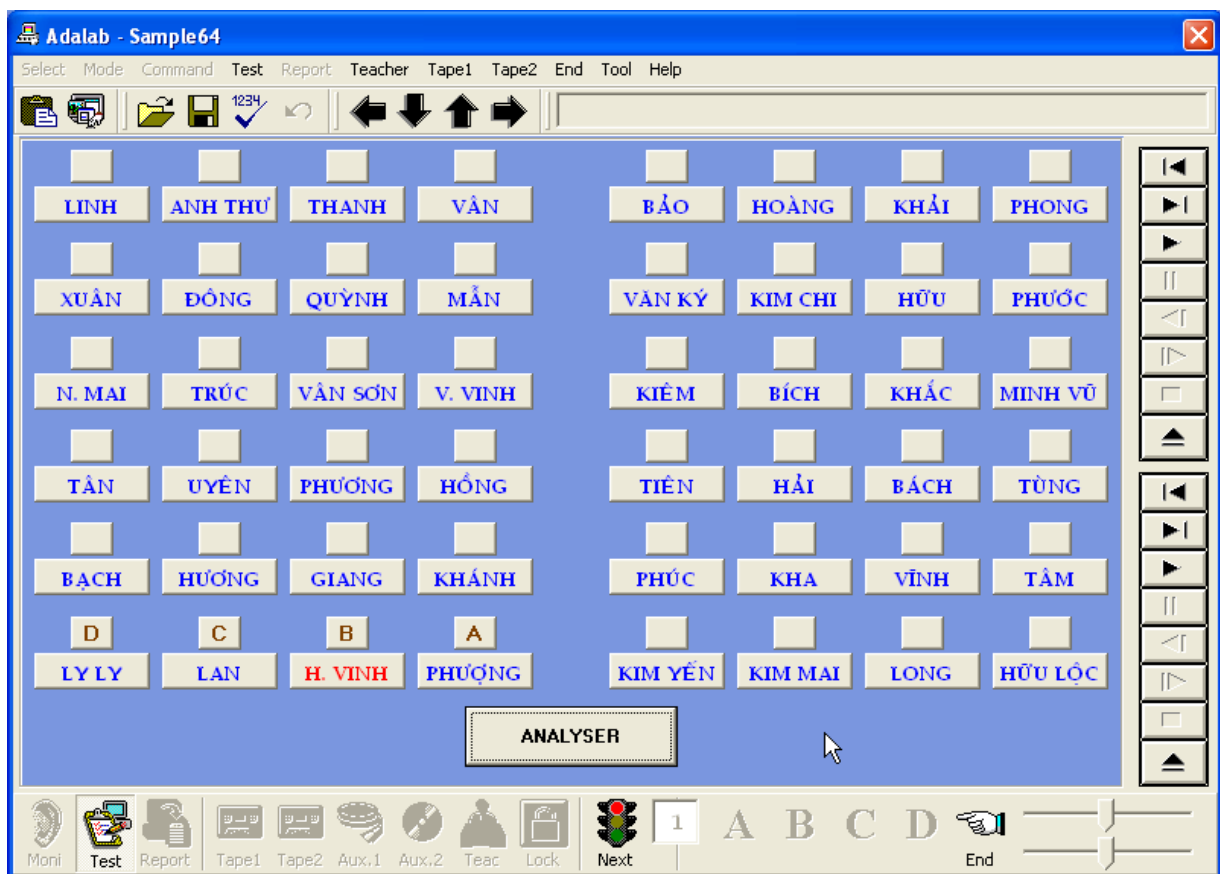 Adalab - Sample64
Select Mode Command Test Report Teacher Tape1 Tape2 End Tool Help
1234
LINH ANH THƯ THANH VÂN BẢO HOÀNG KHẢI PHONG
XUÂN ĐÔNG QUỲNH MẪN VĂN KÝ KIM CHI HỮU PHƯỚC
N. MAI TRÚC VÂN SƠN V. VINH KIÊM BÍCH KHẮC MINH VŨ
TÂN UYÊN PHƯƠNG HỒNG TIÊN HẢI BÁCH TÙNG
BẠCH HƯƠNG GIANG KHÁNH PHÚC KHA VĨNH TÂM
D C B A
LY LY LAN H. VINH PHƯỢNG KIM YẾN KIM MAI LONG HỮU LỘC
ANALYSER
1 A B C D
Moni Test Report Tape1 Tape2 Aux.1 Aux.2 Teac Lock Next End